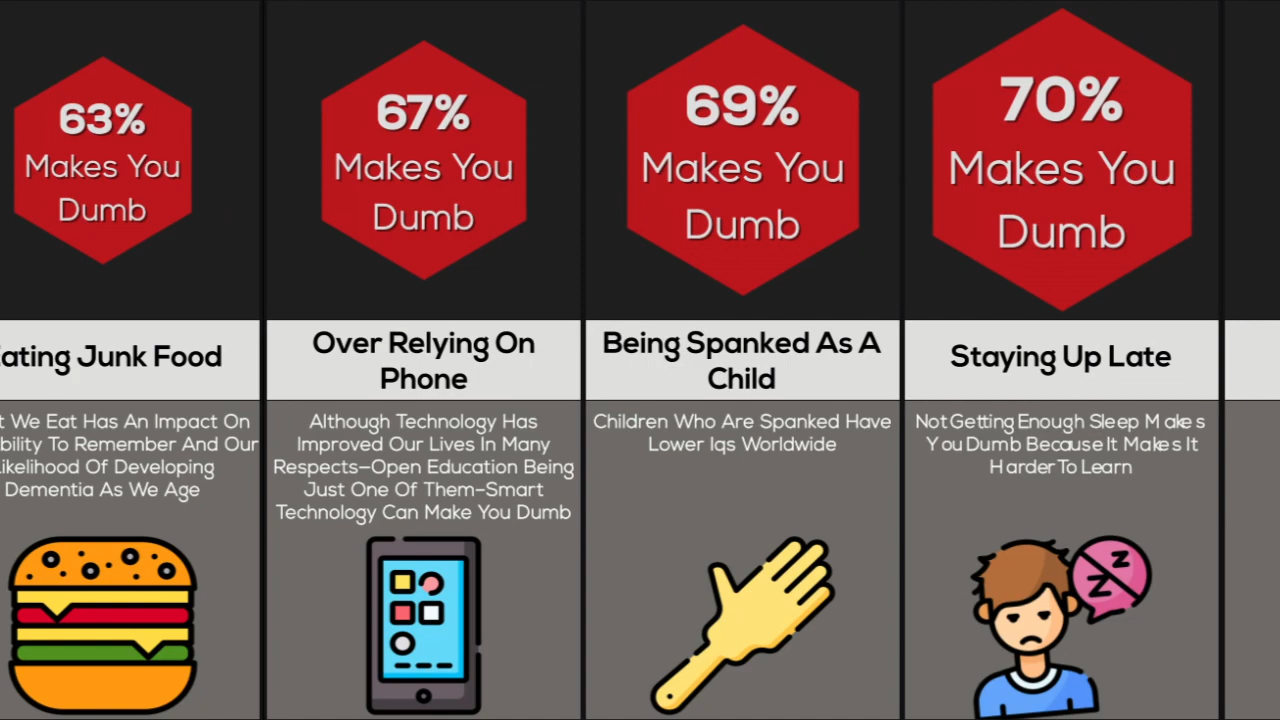 63%
Makes You
Dumb
ating Junk Food
t We Eat Has An Impact On
bility To Remember And Our
Likelihood Of Developing
Dementia As We Age
67%
Makes You
Dumb
Over Relying On
Phone
Although Technology Has
Improved Our Lives In Many
Respects–Open Education Being
Just One Of Them–Smart
Technology Can Make You Dumb
69%
Makes You
Dumb
Being Spanked As A
Child
Children Who Are Spanked Have
Lower Iqs Worldwide
70%
Makes You
Dumb
Staying Up Late
Not Getting Enough Sleep Makes
You Dumb Because It Makes It
Harder To Learn
Z
Z